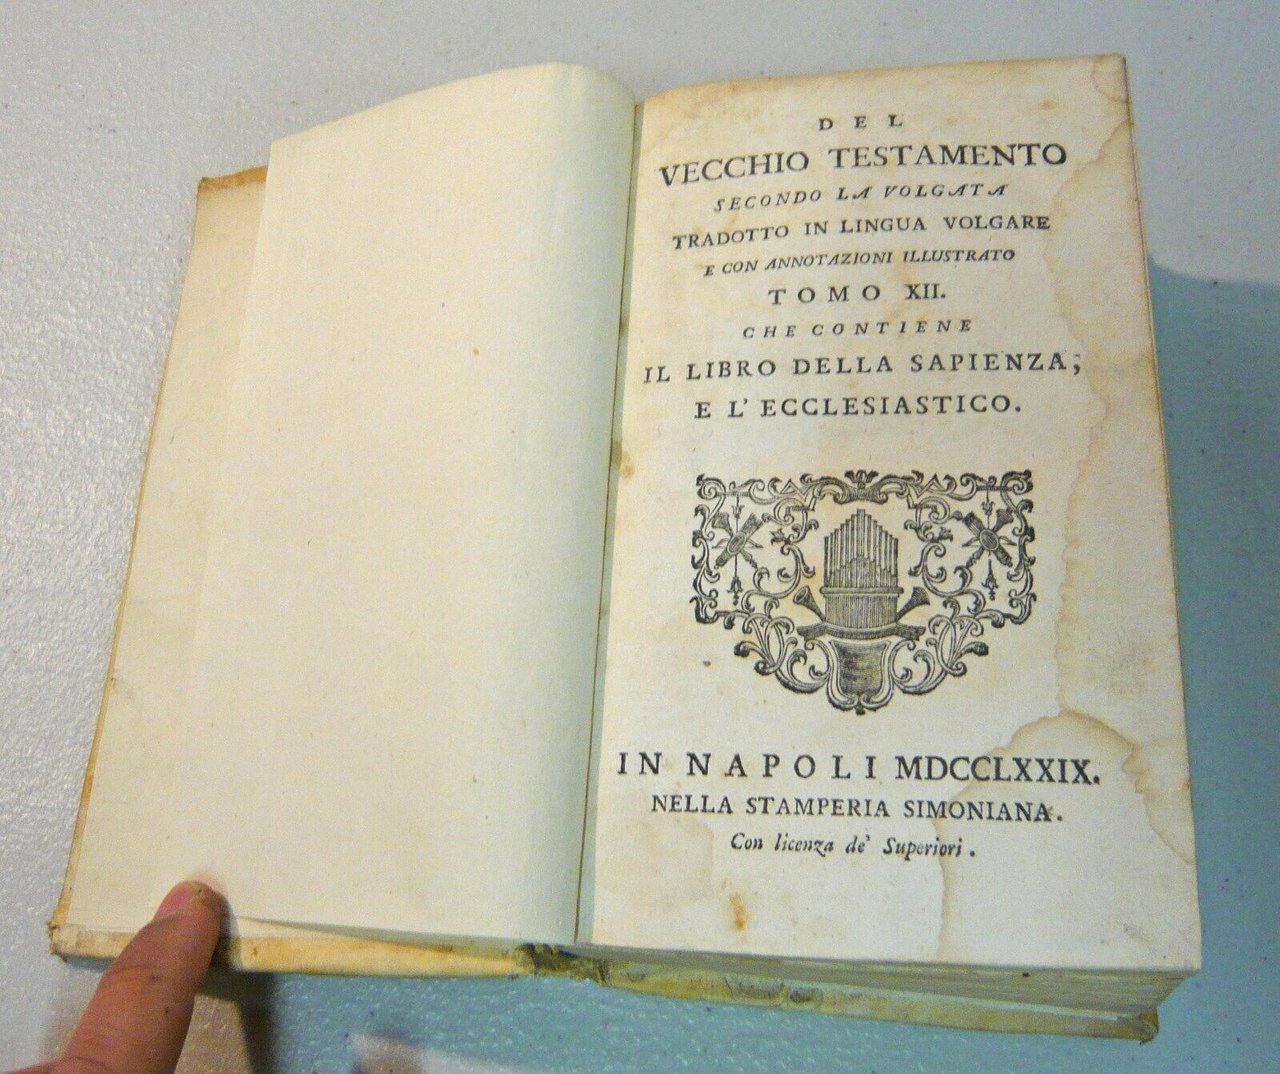 DEL
VECCHIO TESTAMENTO
SECONDO LA VOLGATA
TRADOTTO IN LINGUA VOLGARE
E CON ANNOTAZIONI ILLUSTRATO
TOMO XII.
CHE CONTIENE
IL LIBRO DELLA SAPIENZA,
E L' ECCLESIASTICO.
IN NAPOLI MDCCLXXIX.
NELLA STAMPERIA SIMONIANA.
Con licenza de' Superiori.